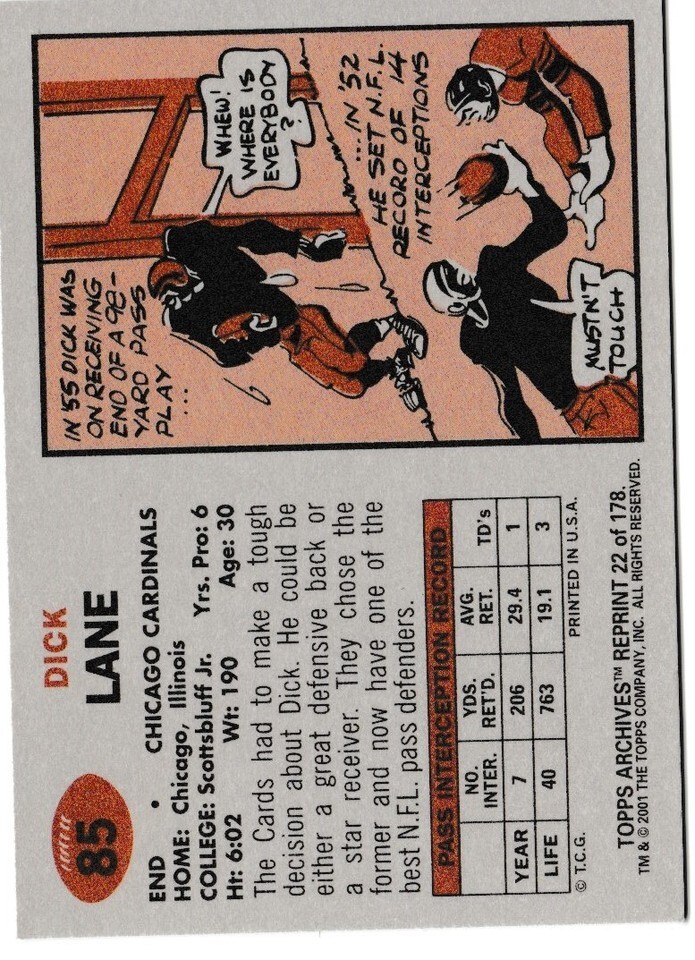 85
DICK
LANE
END • CHICAGO CARDINALS
HOME: Chicago, Illinois Yrs. Pro: 6
COLLEGE: Scottsbluff Jr. Age: 30
Ht: 6:02 Wt: 190
The Cards had to make a tough
decision about Dick. He could be
either a great defensive back or
a star receiver. They chose the
former and now have one of the
best N.F.L. pass defenders.
PASS INTERCEPTION RECORD
NO. INTER. YDS. RET'D. AVG. RET. TD's
YEAR 7 206 29.4 1
LIFE 40 763 19.1 3
© T.C.G. PRINTED IN U.S.A.
TOPPS ARCHIVES™ REPRINT 22 of 178.
TM & © 2001 THE TOPPS COMPANY, INC. ALL RIGHTS RESERVED.
IN '55 DICK WAS
ON RECEIVING
END OF A 98-
YARD PASS
PLAY ...
WHEW!
WHERE IS
EVERYBODY
?
...IN '52
HE SET N.F.L.
RECORD OF 14
INTERCEPTIONS
MUSTN'T
TOUCH